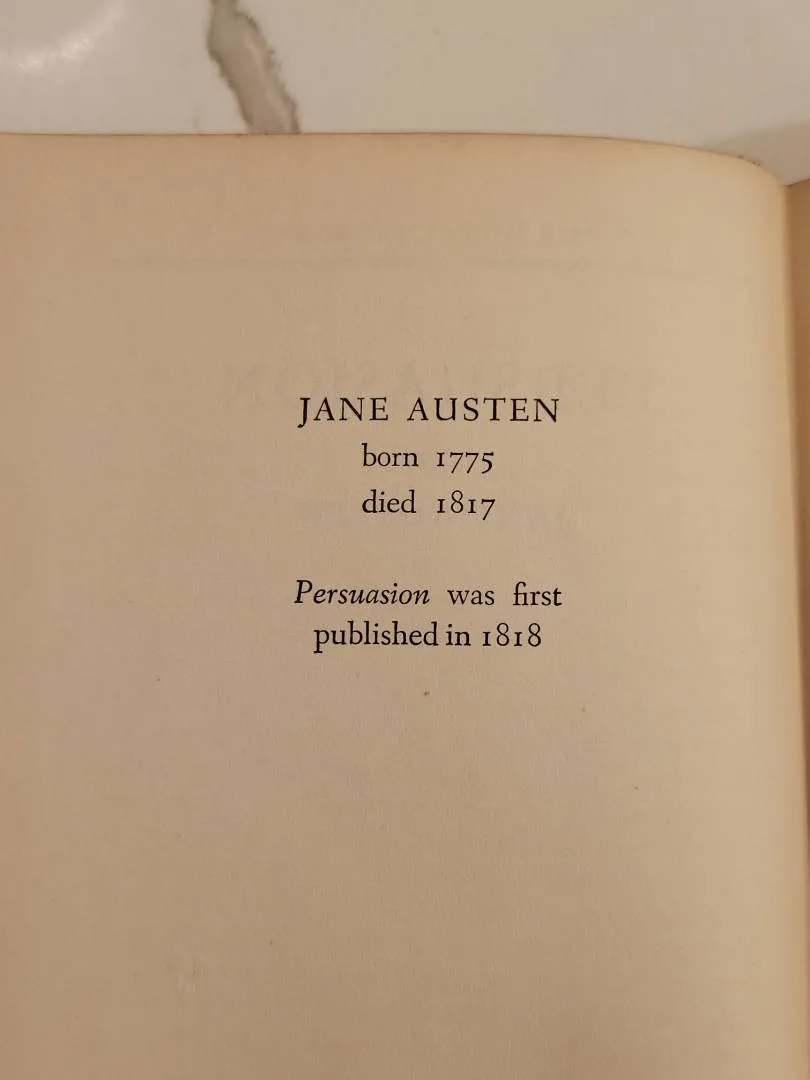 JANE AUSTEN
born 1775
died 1817
Persuasion was first
published in 1818